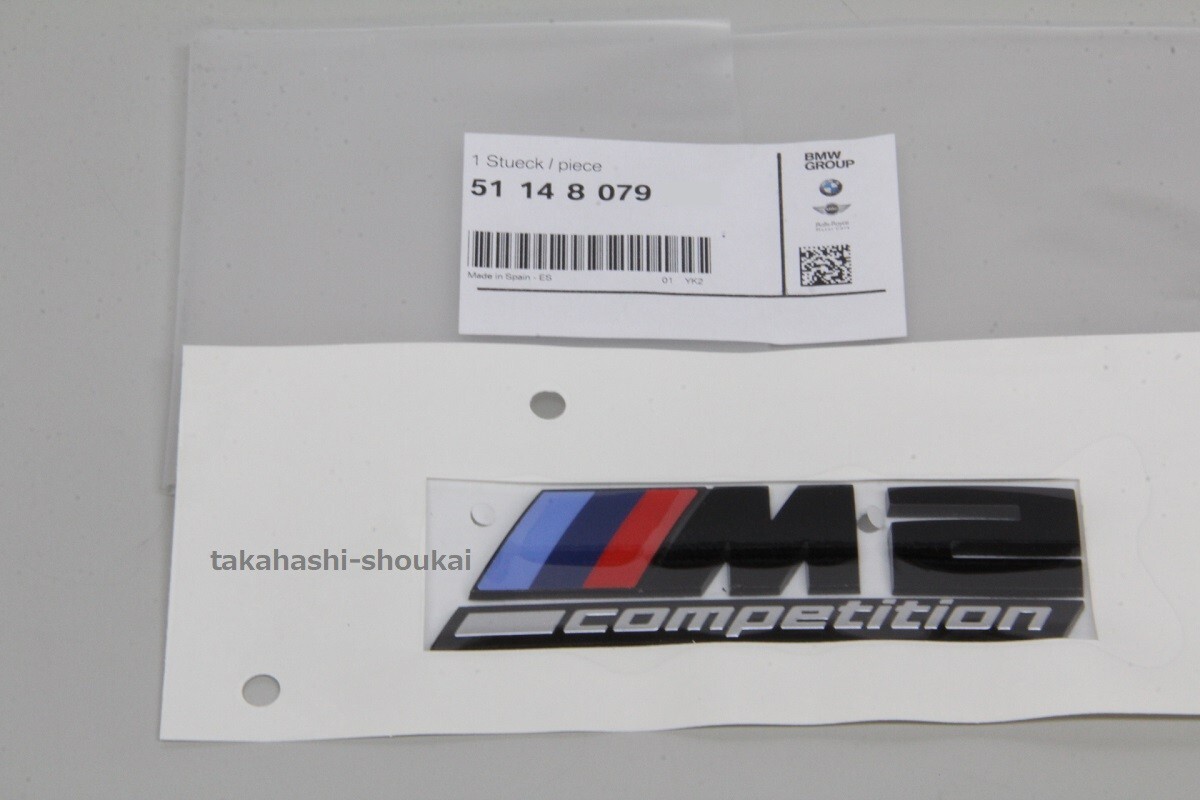 1 Stueck / piece
51 14 8 079
Made in Spain - ES
01 YK2
BMW
GROUP
takahashi-shoukai
M2
competition